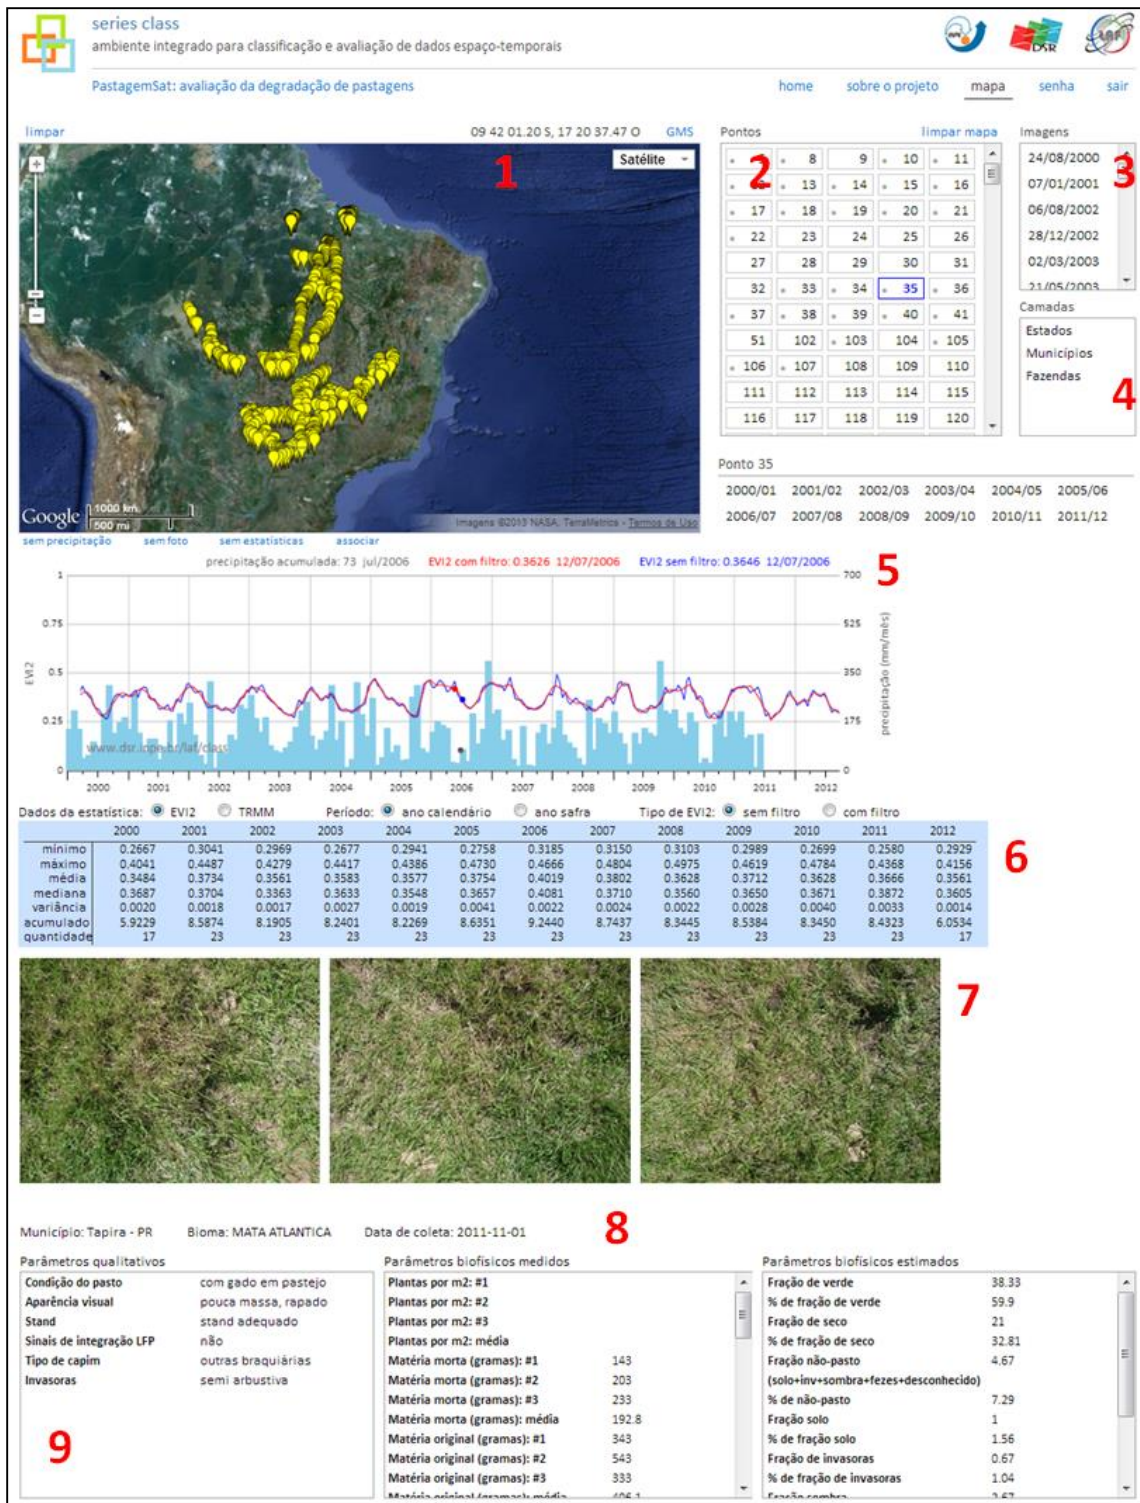 series class
ambiente integrado para classificação e avaliação de dados espaço-temporais
DSR
PastagemSat: avaliação da degradação de pastagens
home sobre o projeto mapa senha sair
limpar 09 42 01.20 S, 17 20 37.47 O GMS
1
Satélite
1000 km
500 mi
Google
Imagens ©2013 NASA, TerraMetrics - Termos de Uso
Pontos limpar mapa
2
8 9 10 11
13 14 15 16
17 18 19 20 21
22 23 24 25 26
27 28 29 30 31
32 33 34 35 36
37 38 39 40 41
51 102 103 104 105
106 107 108 109 110
111 112 113 114 115
116 117 118 119 120
Imagens
3
24/08/2000
07/01/2001
06/08/2002
28/12/2002
02/03/2003
21/05/2003
Camadas
Estados
Municípios
Fazendas
4
Ponto 35
2000/01 2001/02 2002/03 2003/04 2004/05 2005/06
2006/07 2007/08 2008/09 2009/10 2010/11 2011/12
sem precipitação sem foto sem estatísticas associar
precipitação acumulada: 73 jul/2006 EVI2 com filtro: 0.3626 12/07/2006 EVI2 sem filtro: 0.3646 12/07/2006
5
1 700
0.75 525
0.5 350
0.25 175
0 0
EVI2
precipitação (mm/mês)
www.dsr.inpe.br/laf/class
2000 2001 2002 2003 2004 2005 2006 2007 2008 2009 2010 2011 2012
Dados da estatística: EVI2 TRMM Período: ano calendário ano safra Tipo de EVI2: sem filtro com filtro
2000 2001 2002 2003 2004 2005 2006 2007 2008 2009 2010 2011 2012
mínimo 0.2667 0.3041 0.2969 0.2677 0.2941 0.2758 0.3185 0.3150 0.3103 0.2989 0.2699 0.2580 0.2929
máximo 0.4041 0.4487 0.4279 0.4417 0.4386 0.4730 0.4666 0.4804 0.4975 0.4619 0.4784 0.4368 0.4156
média 0.3484 0.3734 0.3561 0.3583 0.3577 0.3754 0.4019 0.3802 0.3628 0.3712 0.3628 0.3666 0.3561
mediana 0.3687 0.3704 0.3363 0.3633 0.3548 0.3657 0.4081 0.3710 0.3560 0.3650 0.3671 0.3872 0.3605
variância 0.0020 0.0018 0.0017 0.0027 0.0019 0.0041 0.0022 0.0024 0.0022 0.0028 0.0040 0.0033 0.0014
acumulado 5.9229 8.5874 8.1905 8.2401 8.2269 8.6351 9.2440 8.7437 8.3445 8.5384 8.3450 8.4323 6.0534
quantidade 17 23 23 23 23 23 23 23 23 23 23 23 17
6
7
8
Município: Tapira - PR Bioma: MATA ATLANTICA Data de coleta: 2011-11-01
Parâmetros qualitativos
Condição do pasto com gado em pastejo
Aparência visual pouca massa, rapado
Stand stand adequado
Sinais de integração LFP não
Tipo de capim outras braquiárias
Invasoras semi arbustiva
9
Parâmetros biofísicos medidos
Plantas por m2: #1
Plantas por m2: #2
Plantas por m2: #3
Plantas por m2: média
Matéria morta (gramas): #1 143
Matéria morta (gramas): #2 203
Matéria morta (gramas): #3 233
Matéria morta (gramas): média 192.8
Matéria original (gramas): #1 343
Matéria original (gramas): #2 543
Matéria original (gramas): #3 333
Matéria original (gramas): média 406.1
Parâmetros biofísicos estimados
Fração de verde 38.33
% de fração de verde 59.9
Fração de seco 21
% de fração de seco 32.81
Fração não-pasto 4.67
(solo+inv+sombra+fezes+desconhecido)
% de não-pasto 7.29
Fração solo 1
% de fração solo 1.56
Fração de invasoras 0.67
% de fração de invasoras 1.04
Fração sombra 2.67